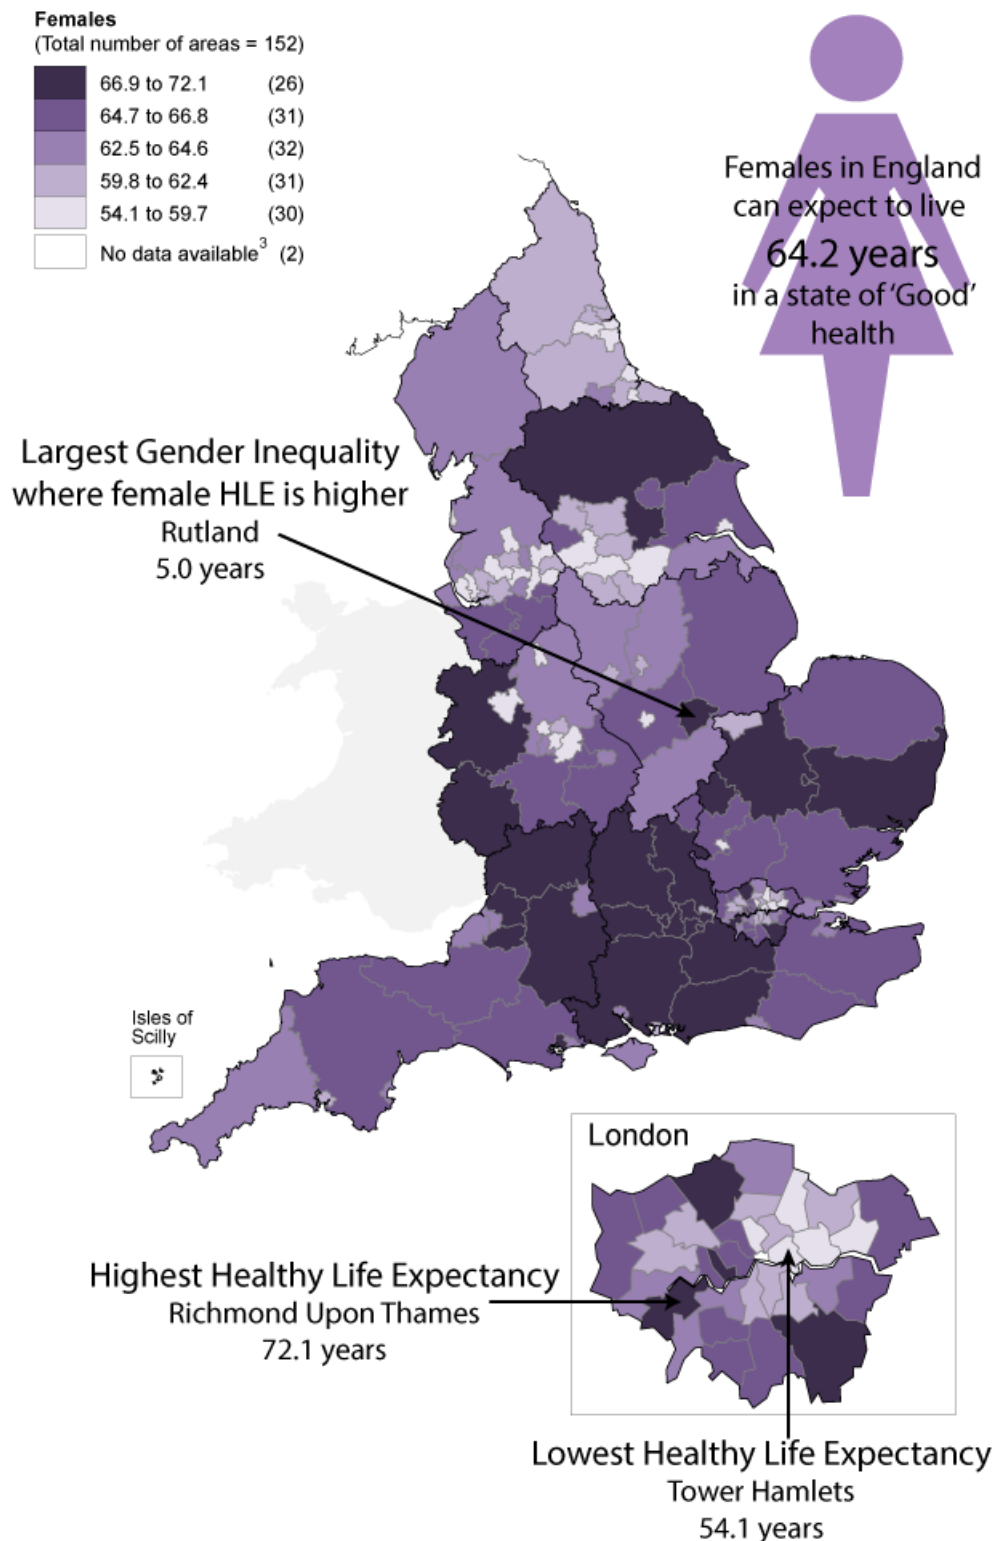 Females
(Total number of areas = 152)
66.9 to 72.1 (26)
64.7 to 66.8 (31)
62.5 to 64.6 (32)
59.8 to 62.4 (31)
54.1 to 59.7 (30)
No data available3 (2)
Females in England
can expect to live
64.2 years
in a state of ‘Good’
health
Largest Gender Inequality
where female HLE is higher
Rutland
5.0 years
Isles of
Scilly
London
Highest Healthy Life Expectancy
Richmond Upon Thames
72.1 years
Lowest Healthy Life Expectancy
Tower Hamlets
54.1 years